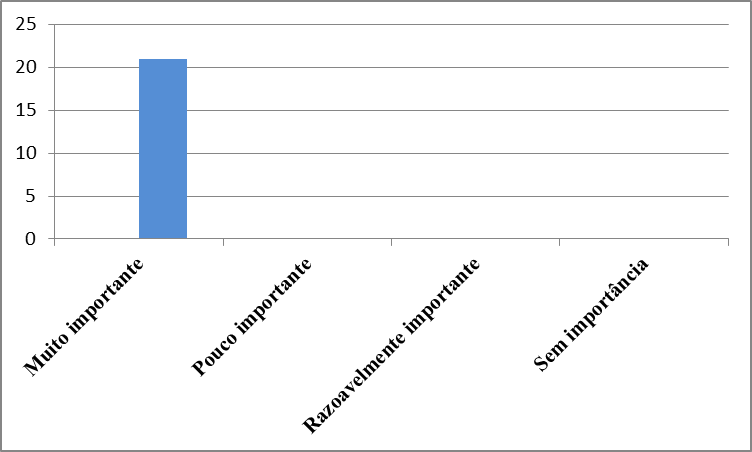 25
20
15
10
5
0
Muito importante
Pouco importante
Razoavelmente importante
Sem importância